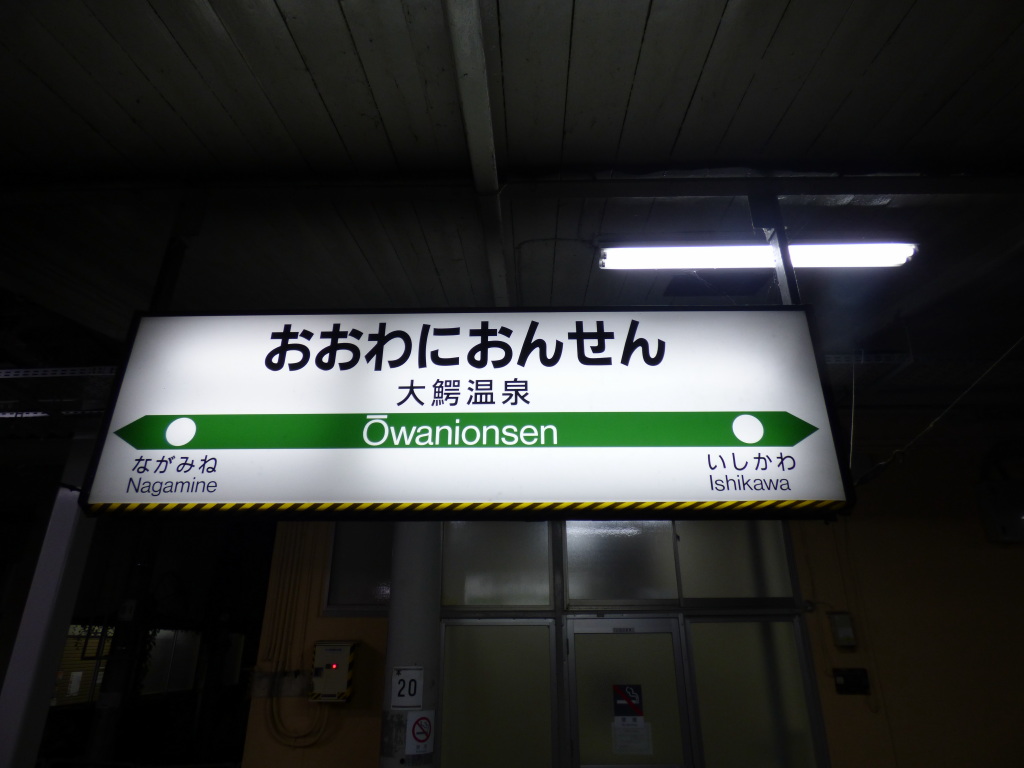 おおわにおんせん
大鰐温泉
Ōwanionsen
ながみね
Nagamine
いしかわ
Ishikawa
20